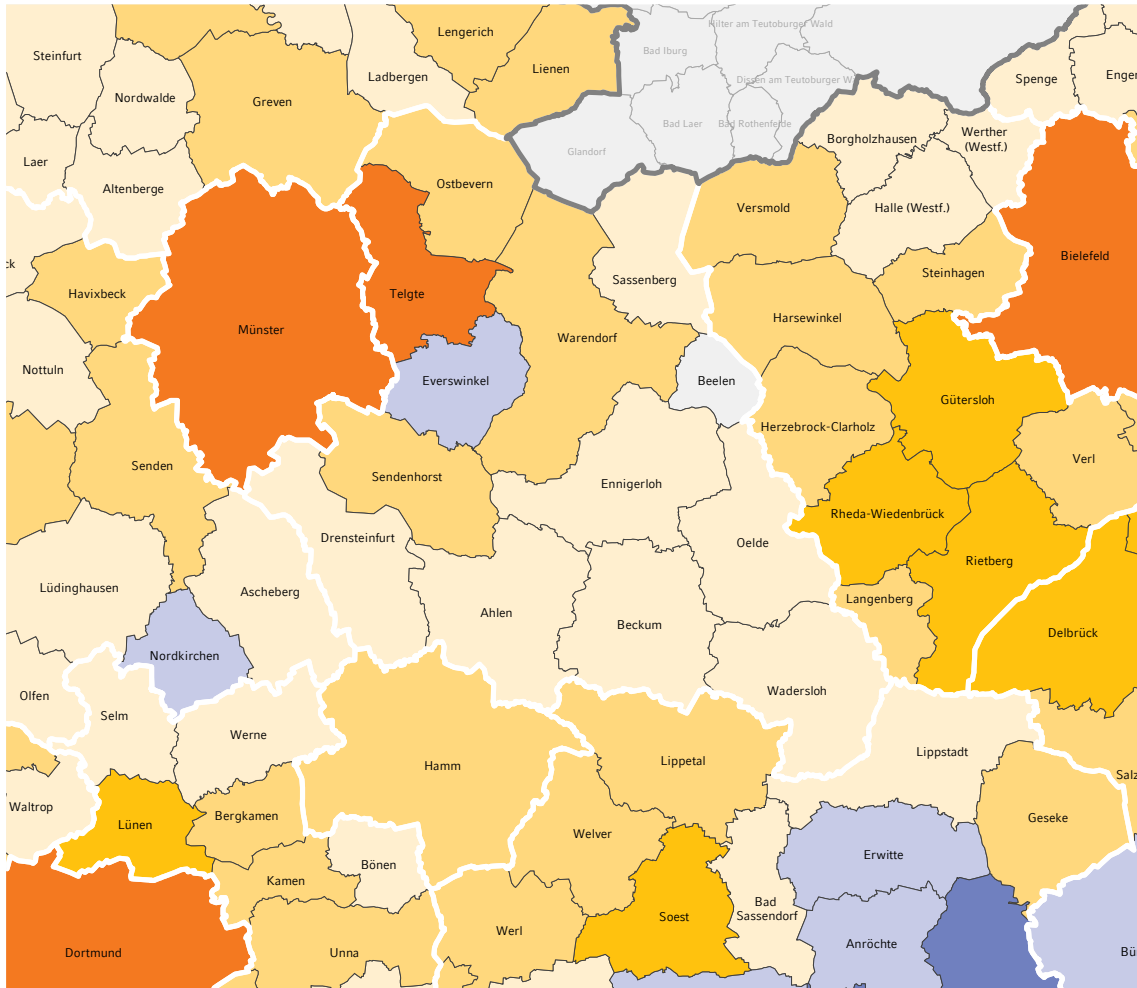 Hilter am Teutoburger Wald
Lengerich
Bad Iburg
Steinfurt
Lienen
Ladbergen
Dissen am Teutoburger W
Spenge
Enger
Nordwalde
Greven
Bad Laer
Bad Rothenfelde
Borgholzhausen
Werther
(Westf.)
Glandorf
Laer
Altenberge
Ostbevern
Versmold
Halle (Westf.)
Bielefeld
ck
Havixbeck
Telgte
Sassenberg
Steinhagen
Münster
Warendorf
Harsewinkel
Nottuln
Everswinkel
Beelen
Gütersloh
Herzebrock-Clarholz
Senden
Sendenhorst
Ennigerloh
Verl
Rheda-Wiedenbrück
Drensteinfurt
Oelde
Rietberg
Lüdinghausen
Ascheberg
Langenberg
Ahlen
Beckum
Delbrück
Nordkirchen
Olfen
Selm
Wadersloh
Werne
Lippstadt
Hamm
Lippetal
Salz
Waltrop
Lünen
Bergkamen
Welver
Geseke
Erwitte
Bönen
Kamen
Bad
Sassendorf
Soest
Werl
Anröchte
Dortmund
Unna
Bü